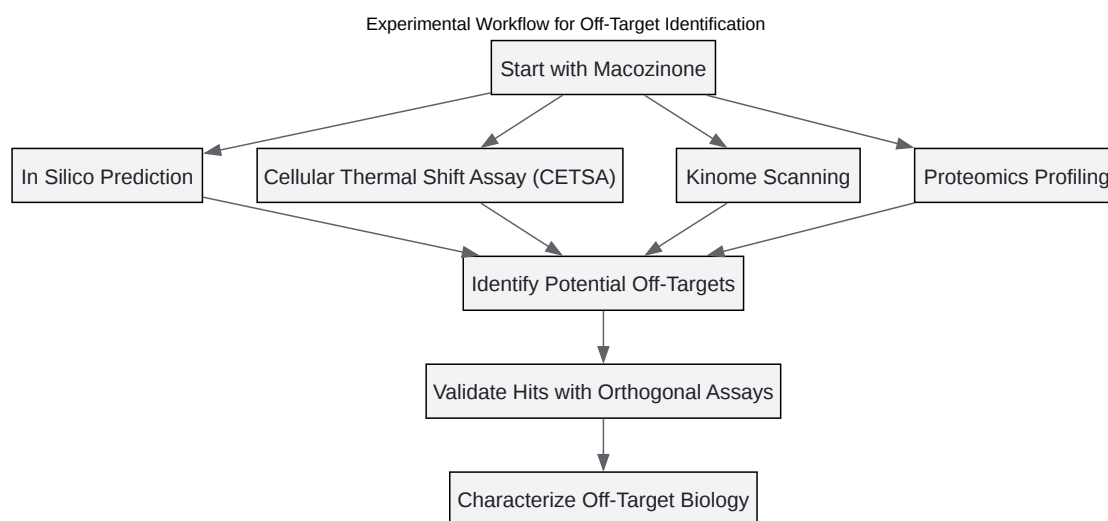 Experimental Workflow for Off-Target Identification
Start with Macozinone
In Silico Prediction
Cellular Thermal Shift Assay (CETSA)
Kinome Scanning
Proteomics Profiling
Identify Potential Off-Targets
Validate Hits with Orthogonal Assays
Characterize Off-Target Biology